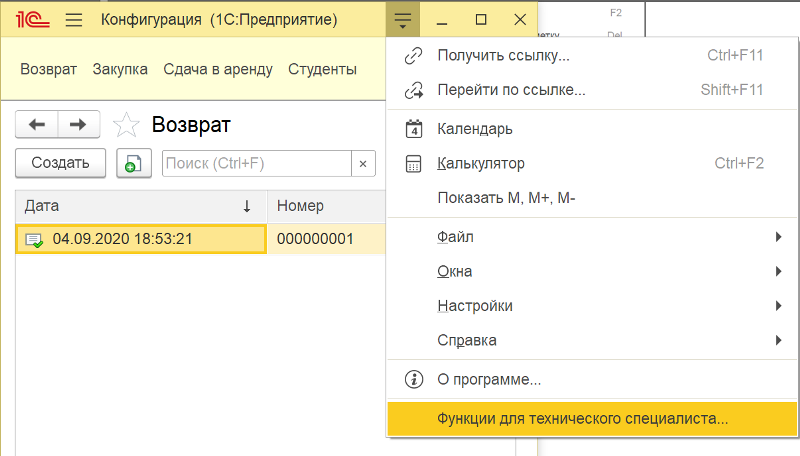 1С Конфигурация (1С:Предприятие)
F2
Del
Возврат Закупка Сдача в аренду Студенты
Возврат
Создать Поиск (Ctrl+F) ×
Дата ↓ Номер
04.09.2020 18:53:21 000000001
Получить ссылку... Ctrl+F11
Перейти по ссылке... Shift+F11
4 Календарь
Калькулятор Ctrl+F2
Показать M, M+, M-
Файл
Окна
Настройки
Справка
О программе...
Функции для технического специалиста...